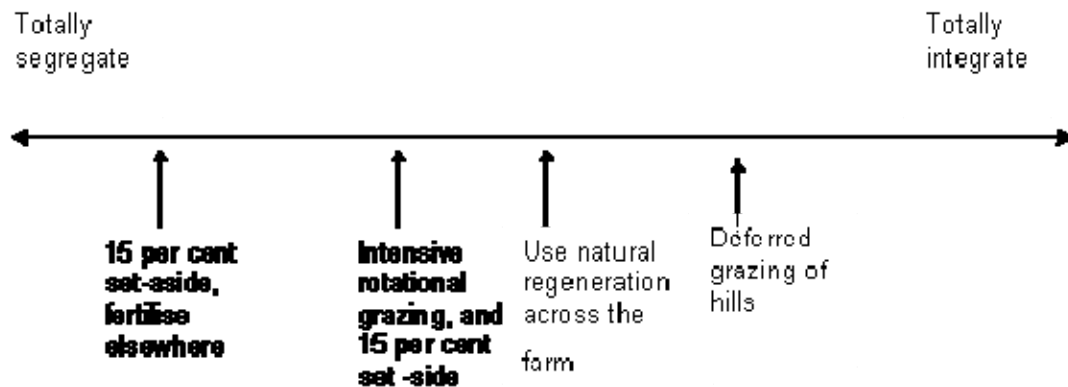 Totally
segregate
Totally
integrate
15 per cent
set-aside,
fertilise
elsewhere
Intensive
rotational
grazing, and
15 per cent
set -side
Use natural
regeneration
across the
farm
Deferred
grazing of
hills